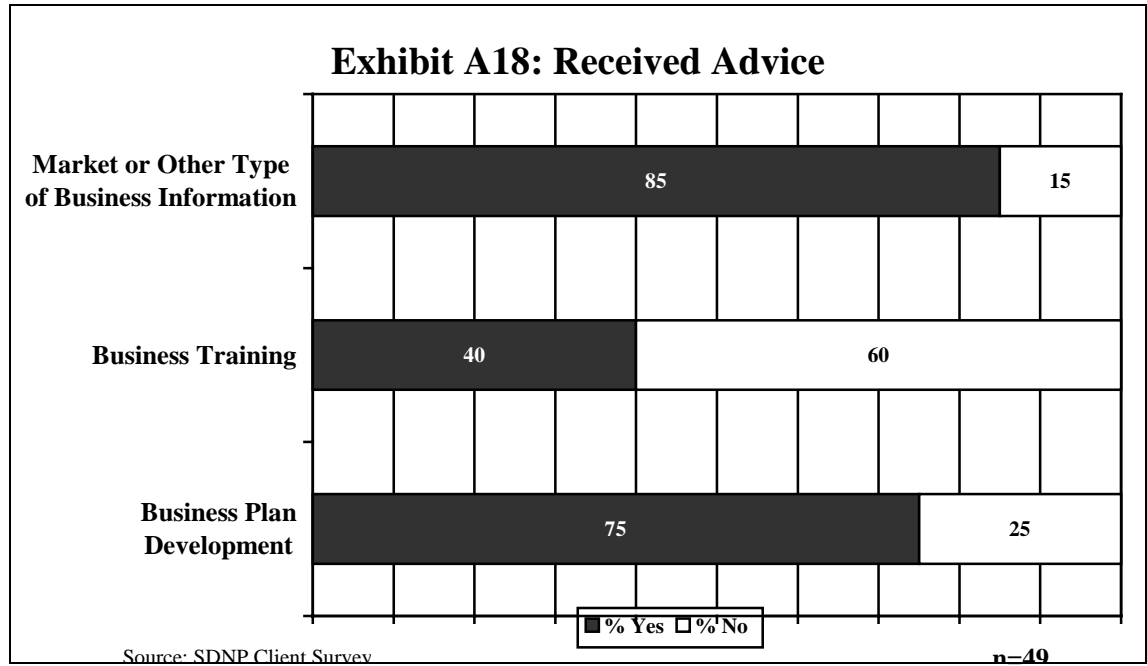 Exhibit A18: Received Advice
Market or Other Type
of Business Information
85
15
Business Training
40
60
Business Plan
Development
75
25
% Yes % No
Source: SDNP Client Survey
n=49